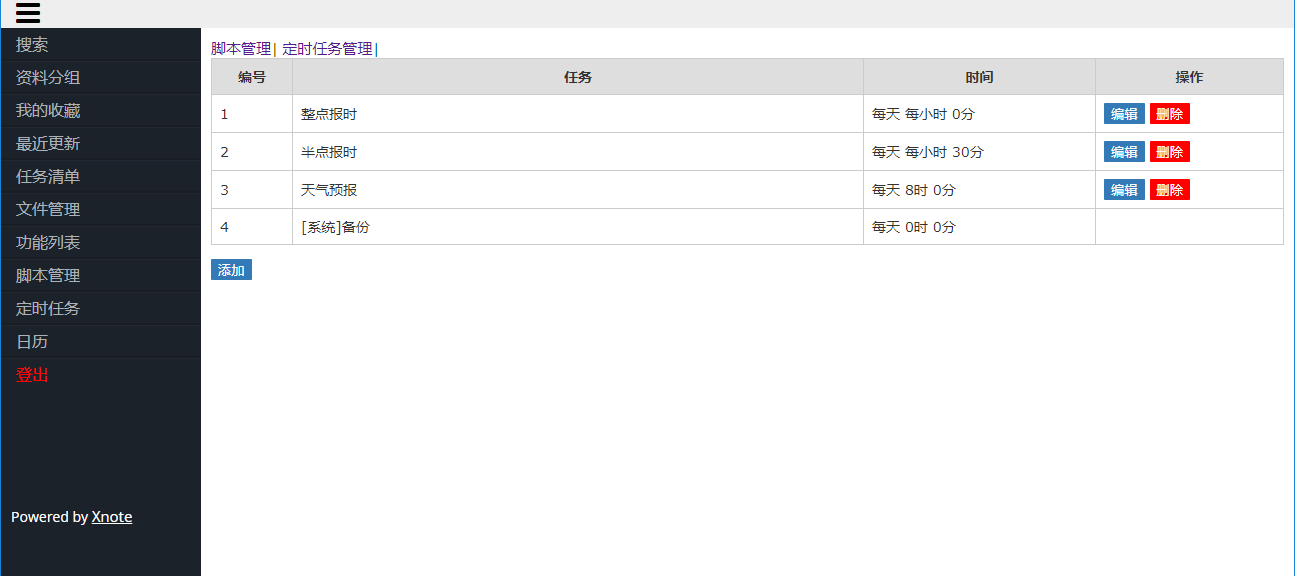 搜索
资料分组
我的收藏
最近更新
任务清单
文件管理
功能列表
脚本管理
定时任务
日历
登出
Powered by Xnote
脚本管理| 定时任务管理|
编号 任务 时间 操作
1 整点报时 每天 每小时 0分 编辑 删除
2 半点报时 每天 每小时 30分 编辑 删除
3 天气预报 每天 8时 0分 编辑 删除
4 [系统]备份 每天 0时 0分
添加